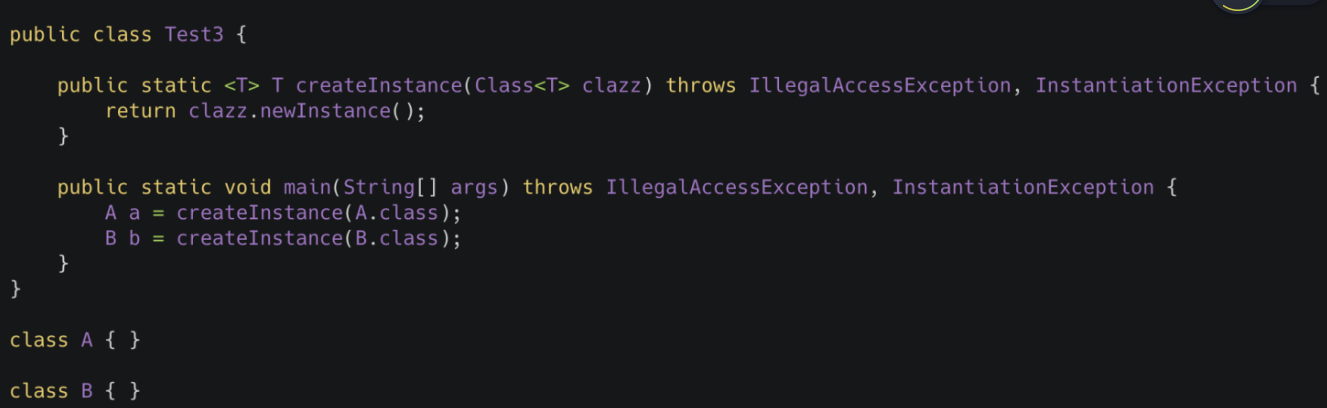 public class Test3 {
    public static <T> T createInstance(Class<T> clazz) throws IllegalAccessException, InstantiationException {
        return clazz.newInstance();
    }
    public static void main(String[] args) throws IllegalAccessException, InstantiationException {
        A a = createInstance(A.class);
        B b = createInstance(B.class);
    }
}
class A { }
class B { }